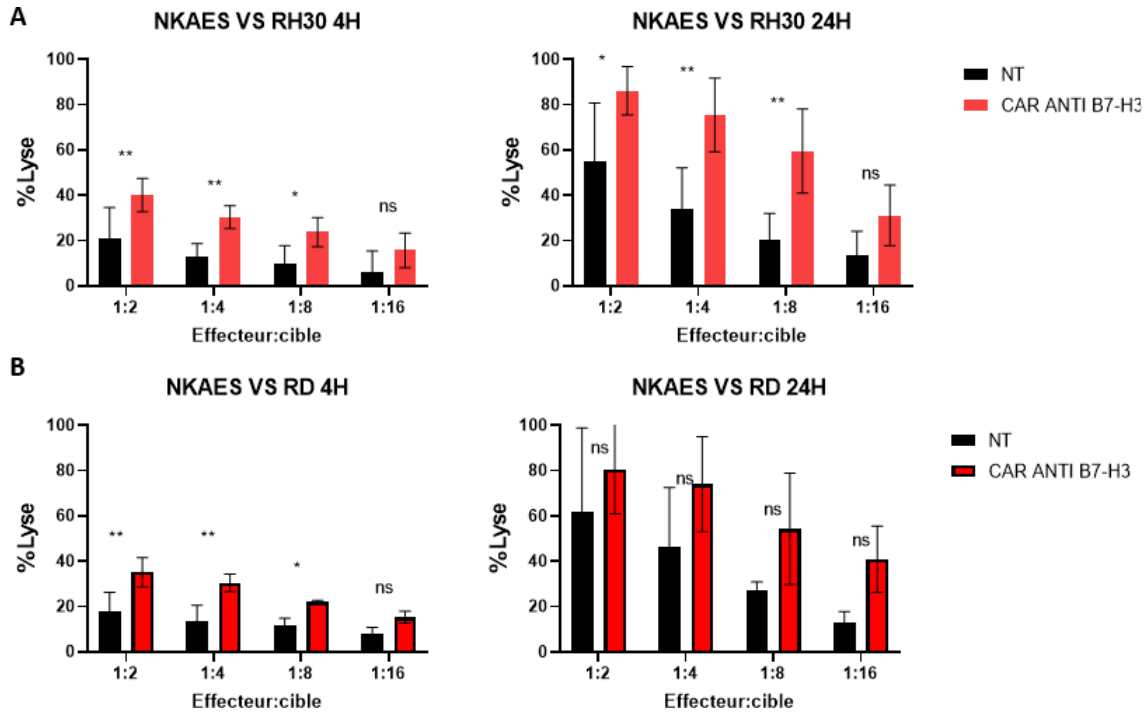 A
NKAES VS RH30 4H
%Lyse
100
80
60
40
20
0
**
**
*
ns
1:2 1:4 1:8 1:16
Effecteur:cible
NKAES VS RH30 24H
%Lyse
100
80
60
40
20
0
*
**
**
ns
1:2 1:4 1:8 1:16
Effecteur:cible
NT
CAR ANTI B7-H3
B
NKAES VS RD 4H
%Lyse
100
80
60
40
20
0
**
**
*
ns
1:2 1:4 1:8 1:16
Effecteur:cible
NKAES VS RD 24H
%Lyse
100
80
60
40
20
0
ns
ns
ns
ns
1:2 1:4 1:8 1:16
Effecteur:cible
NT
CAR ANTI B7-H3